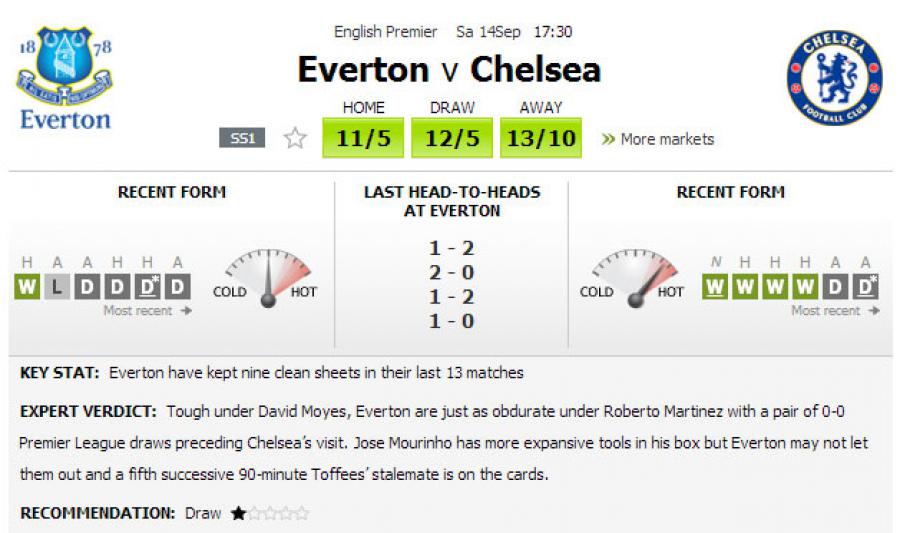 English Premier Sa 14Sep 17:30
Everton v Chelsea
18 78
Everton
CHELSEA
FOOTBALL CLUB
HOME DRAW AWAY
SS1 11/5 12/5 13/10 » More markets
RECENT FORM
H A A H H A
W L D D D* D
Most recent →
COLD HOT
LAST HEAD-TO-HEADS
AT EVERTON
1 - 2
2 - 0
1 - 2
1 - 0
RECENT FORM
COLD HOT
N H H H A A
W W W W D D*
Most recent →
KEY STAT: Everton have kept nine clean sheets in their last 13 matches
EXPERT VERDICT: Tough under David Moyes, Everton are just as obdurate under Roberto Martinez with a pair of 0-0
Premier League draws preceding Chelsea's visit. Jose Mourinho has more expansive tools in his box but Everton may not let
them out and a fifth successive 90-minute Toffees' stalemate is on the cards.
RECOMMENDATION: Draw ★☆☆☆☆